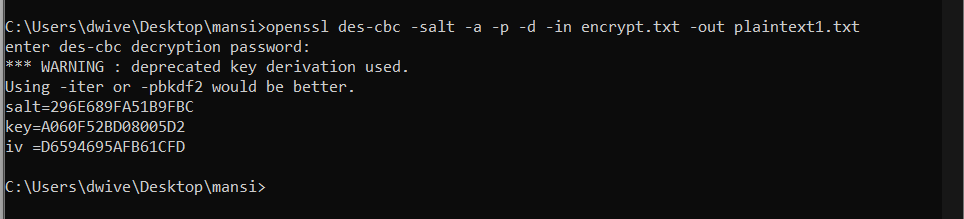 C:\Users\dwive\Desktop\mansi>openssl des-cbc -salt -a -p -d -in encrypt.txt -out plaintext1.txt
enter des-cbc decryption password:
*** WARNING : deprecated key derivation used.
Using -iter or -pbkdf2 would be better.
salt=296E689FA51B9FBC
key=A060F52BD08005D2
iv =D6594695AFB61CFD
C:\Users\dwive\Desktop\mansi>